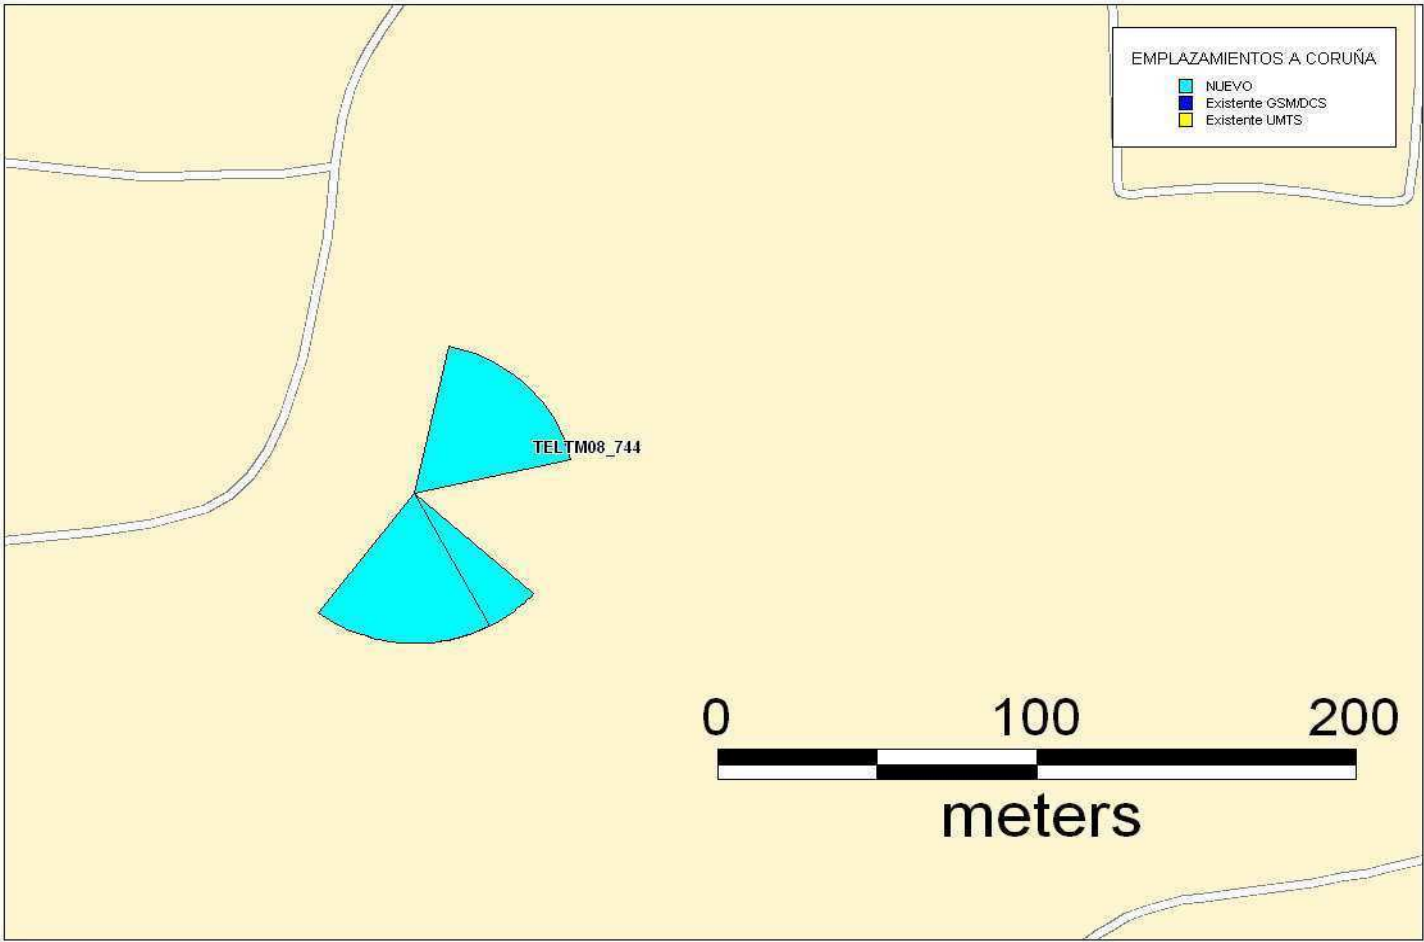 EMPLAZAMIENTOS A CORUÑA
NUEVO
Existente GSM/DCS
Existente UMTS
TELTM08_744
0 100 200
meters